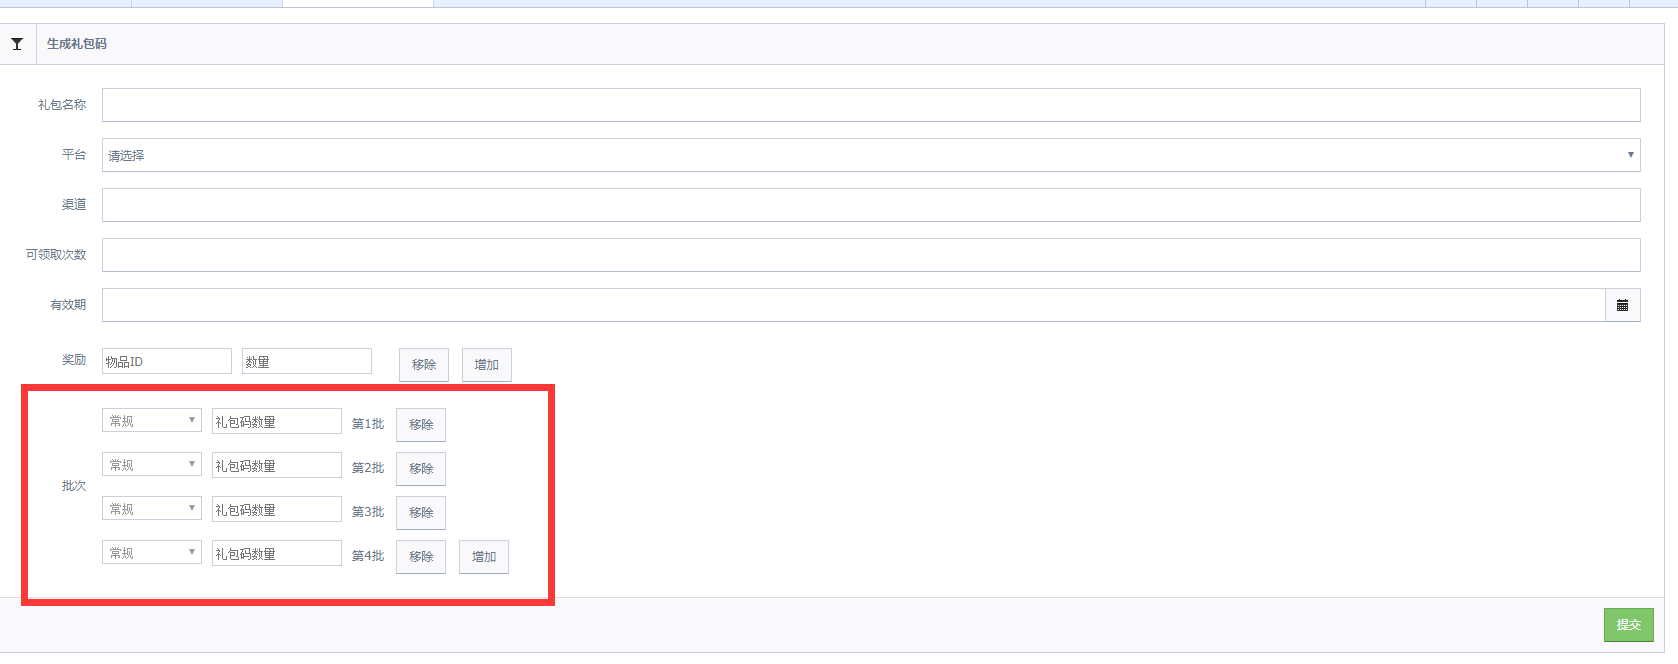 生成礼包码
礼包名称
平台 请选择
渠道
可领取次数
有效期
奖励 物品ID 数量 移除 增加
批次
常规 礼包码数量 第1批 移除
常规 礼包码数量 第2批 移除
常规 礼包码数量 第3批 移除
常规 礼包码数量 第4批 移除 增加
提交